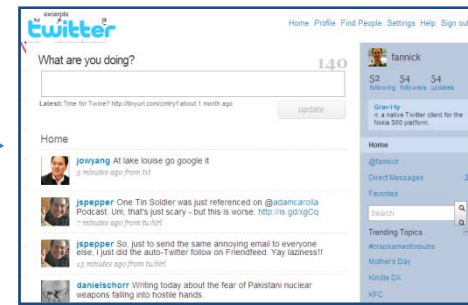 excerpts
twitter
Home Profile Find People Settings Help Sign out
What are you doing?
140
Latest: Time for Twine? http://tinyurl.com/cmtryf about 1 month ago
update
Home
jowyang At lake louise go google it
5 minutes ago from txt
jspepper One Tin Soldier was just referenced on @adamcarolla
Podcast. Um, that's just scary - but this is worse: http://is.gd/xgCq
7 minutes ago from twhirl
jspepper So, just to send the same annoying email to everyone
else, I just did the auto-Twitter follow on Friendfeed. Yay laziness!!
13 minutes ago from twhirl
danielschorr Writing today about the fear of Pakistani nuclear
weapons falling into hostile hands
fannick
52 54 54
following followers updates
Gravity
n: a native Twitter client for the
Nokia S60 platform.
Home
@fannick
Direct Messages
Favorites
Search
Trending Topics
#crapnamesforpubs
Mother's Day
Kindle DX
KFC